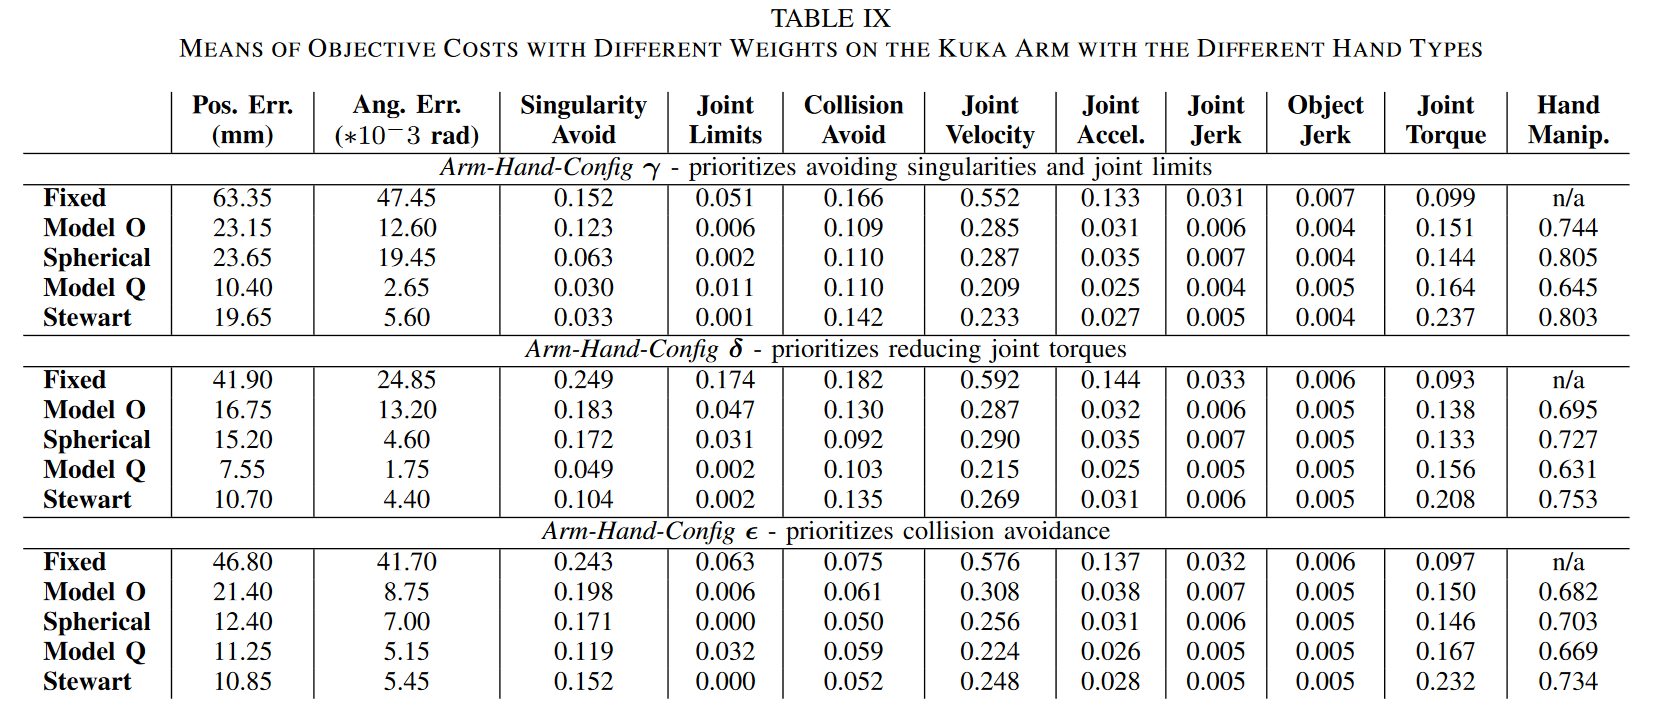 TABLE IX
MEANS OF OBJECTIVE COSTS WITH DIFFERENT WEIGHTS ON THE KUKA ARM WITH THE DIFFERENT HAND TYPES
Pos. Err. (mm) Ang. Err. (*10−3 rad) Singularity Avoid Joint Limits Collision Avoid Joint Velocity Joint Accel. Joint Jerk Object Jerk Joint Torque Hand Manip.
Arm-Hand-Config γ - prioritizes avoiding singularities and joint limits
Fixed 63.35 47.45 0.152 0.051 0.166 0.552 0.133 0.031 0.007 0.099 n/a
Model O 23.15 12.60 0.123 0.006 0.109 0.285 0.031 0.006 0.004 0.151 0.744
Spherical 23.65 19.45 0.063 0.002 0.110 0.287 0.035 0.007 0.004 0.144 0.805
Model Q 10.40 2.65 0.030 0.011 0.110 0.209 0.025 0.004 0.005 0.164 0.645
Stewart 19.65 5.60 0.033 0.001 0.142 0.233 0.027 0.005 0.004 0.237 0.803
Arm-Hand-Config δ - prioritizes reducing joint torques
Fixed 41.90 24.85 0.249 0.174 0.182 0.592 0.144 0.033 0.006 0.093 n/a
Model O 16.75 13.20 0.183 0.047 0.130 0.287 0.032 0.006 0.005 0.138 0.695
Spherical 15.20 4.60 0.172 0.031 0.092 0.290 0.035 0.007 0.005 0.133 0.727
Model Q 7.55 1.75 0.049 0.002 0.103 0.215 0.025 0.005 0.005 0.156 0.631
Stewart 10.70 4.40 0.104 0.002 0.135 0.269 0.031 0.006 0.005 0.208 0.753
Arm-Hand-Config ϵ - prioritizes collision avoidance
Fixed 46.80 41.70 0.243 0.063 0.075 0.576 0.137 0.032 0.006 0.097 n/a
Model O 21.40 8.75 0.198 0.006 0.061 0.308 0.038 0.007 0.005 0.150 0.682
Spherical 12.40 7.00 0.171 0.000 0.050 0.256 0.031 0.006 0.005 0.146 0.703
Model Q 11.25 5.15 0.119 0.032 0.059 0.224 0.026 0.005 0.005 0.167 0.669
Stewart 10.85 5.45 0.152 0.000 0.052 0.248 0.028 0.005 0.005 0.232 0.734